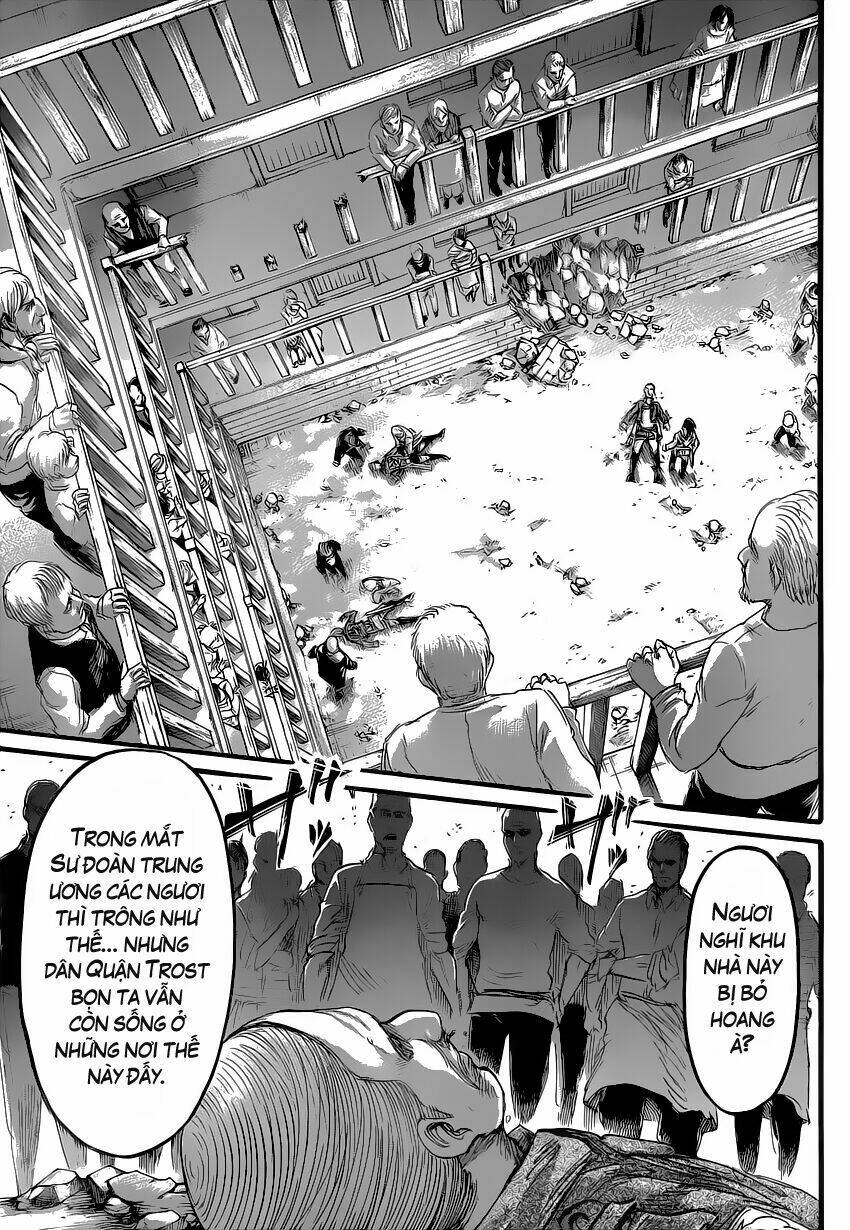 NGƯƠI
NGHĨ KHU
NHÀ NÀY
BỊ BỎ
HOANG
À?
TRONG MẮT
SƯ ĐOÀN TRUNG
ƯƠNG CÁC NGƯƠI
THÌ TRÔNG NHƯ
THẾ... NHƯNG
DÂN QUẬN TROST
BỌN TA VẪN
CÒN SỐNG Ở
NHỮNG NƠI THẾ
NÀY ĐẤY.